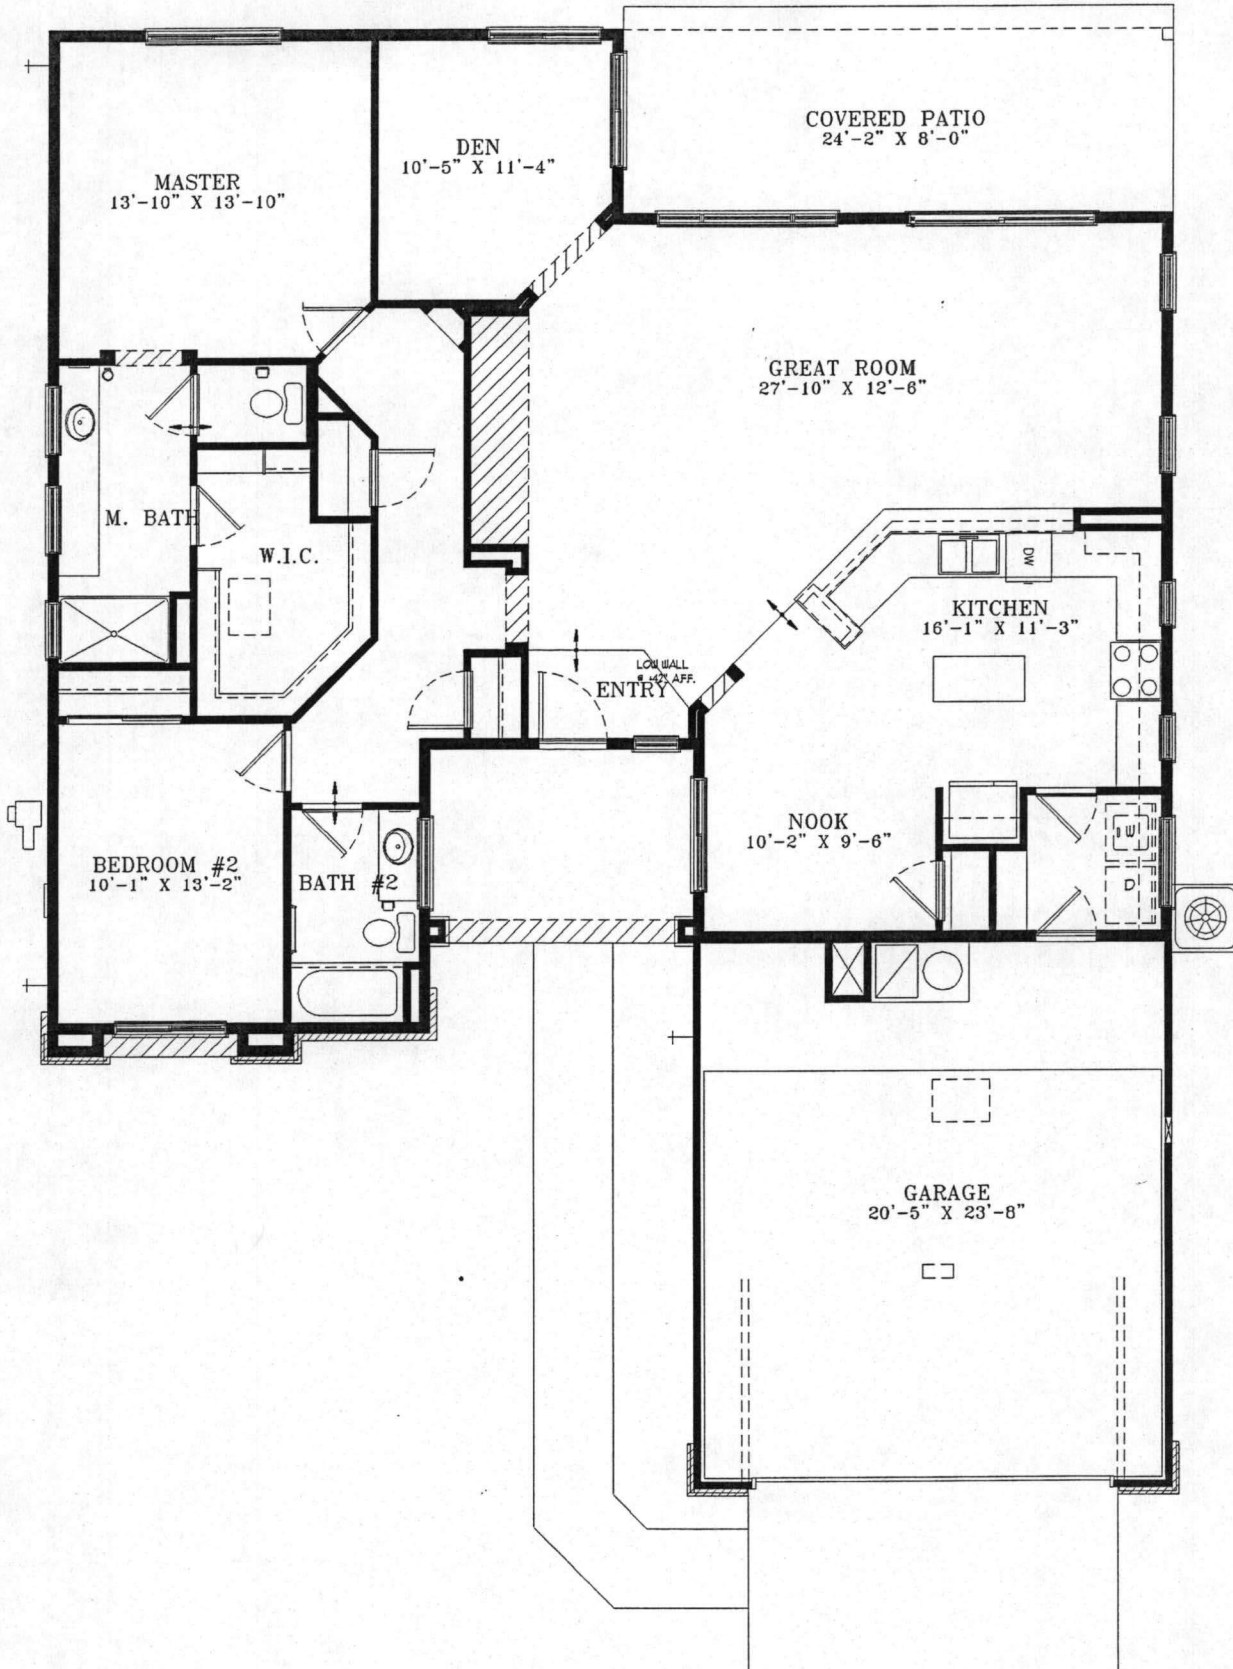 COVERED PATIO
24'-2" X 8'-0"
DEN
10'-5" X 11'-4"
MASTER
13'-10" X 13'-10"
GREAT ROOM
27'-10" X 12'-6"
M. BATH
W.I.C.
DW
KITCHEN
16'-1" X 11'-3"
LOW WALL
@ 42" AFF.
ENTRY
NOOK
10'-2" X 9'-6"
W
D
BEDROOM #2
10'-1" X 13'-2"
BATH #2
GARAGE
20'-5" X 23'-8"